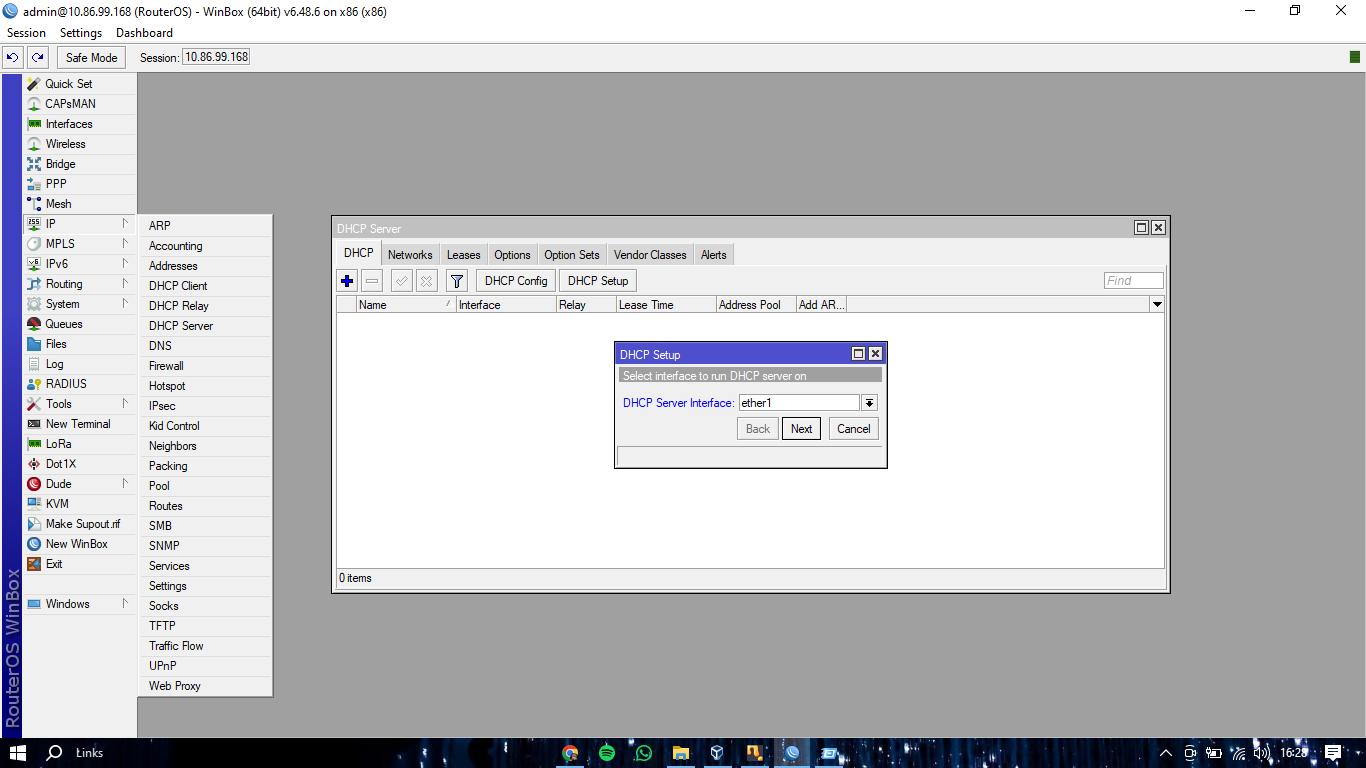 admin@10.86.99.168 (RouterOS) - WinBox (64bit) v6.48.6 on x86 (x86)
Session Settings Dashboard
Safe Mode Session: 10.86.99.168
Quick Set
CAPsMAN
Interfaces
Wireless
Bridge
PPP
Mesh
IP
MPLS
IPv6
Routing
System
Queues
Files
Log
RADIUS
Tools
New Terminal
LoRa
Dot1X
Dude
KVM
Make Supout.rif
New WinBox
Exit
Windows
RouterOS WinBox
ARP
Accounting
Addresses
DHCP Client
DHCP Relay
DHCP Server
DNS
Firewall
Hotspot
IPsec
Kid Control
Neighbors
Packing
Pool
Routes
SMB
SNMP
Services
Settings
Socks
TFTP
Traffic Flow
UPnP
Web Proxy
DHCP Server
DHCP Networks Leases Options Option Sets Vendor Classes Alerts
DHCP Config DHCP Setup Find
Name Interface Relay Lease Time Address Pool Add AR...
DHCP Setup
Select interface to run DHCP server on
DHCP Server Interface: ether1
Back Next Cancel
0 items
Links
16:28